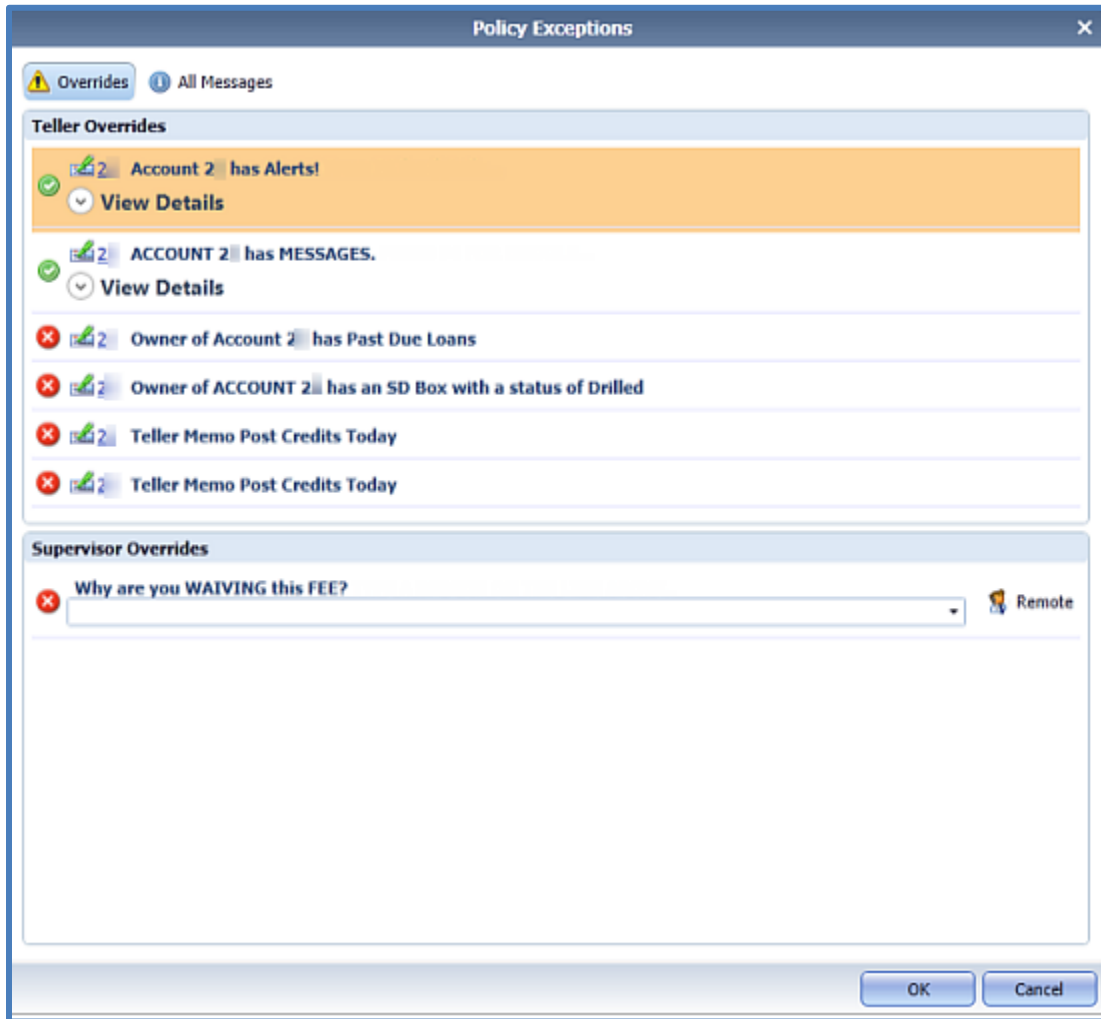 Policy Exceptions
Overrides All Messages
Teller Overrides
2 Account 2 has Alerts!
View Details
2 ACCOUNT 2 has MESSAGES.
View Details
2 Owner of Account 2 has Past Due Loans
2 Owner of ACCOUNT 2 has an SD Box with a status of Drilled
2 Teller Memo Post Credits Today
2 Teller Memo Post Credits Today
Supervisor Overrides
Why are you WAIVING this FEE?
Remote
OK Cancel